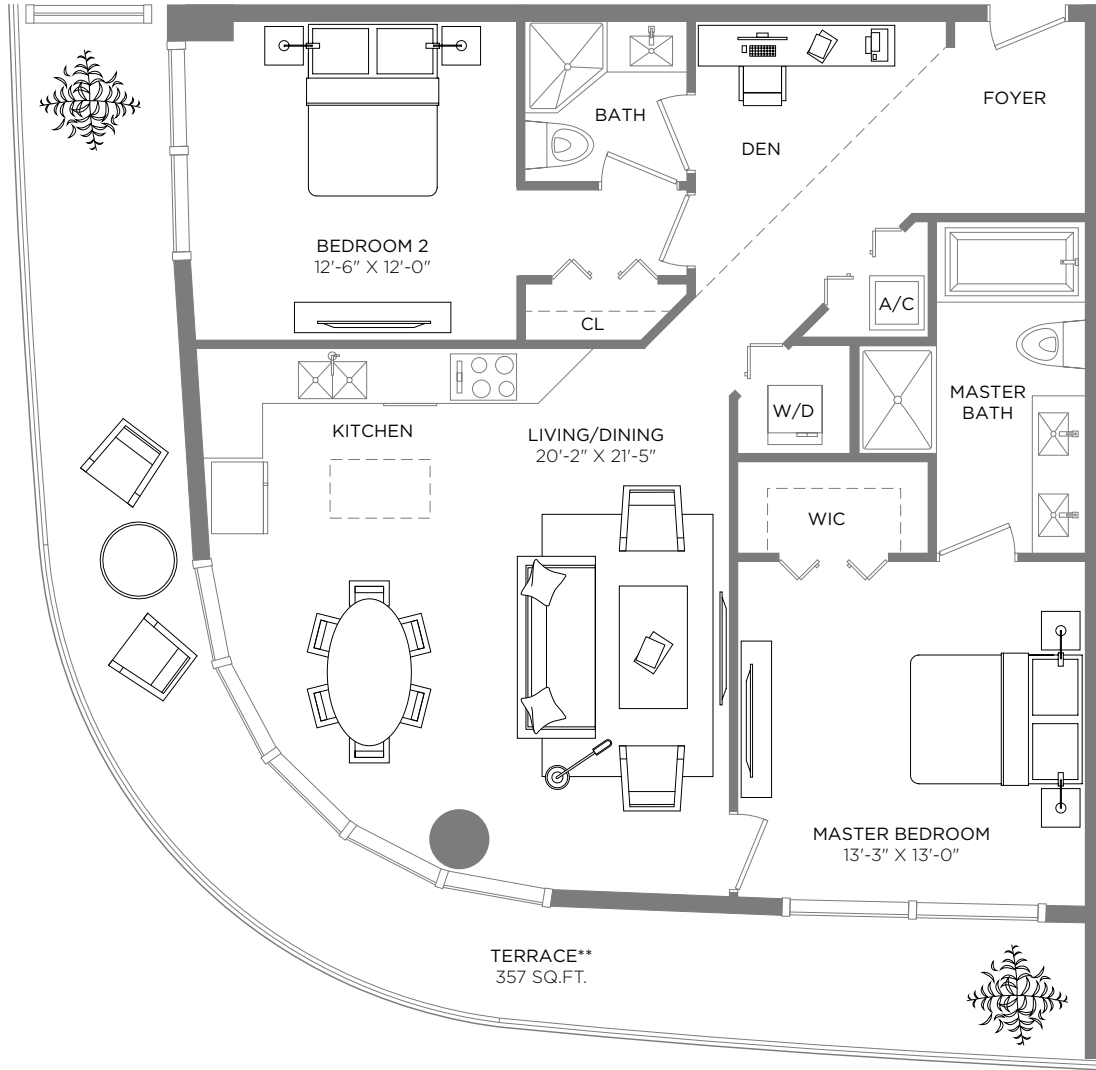 FOYER
BATH
DEN
BEDROOM 2
12'-6" X 12'-0"
A/C
CL
MASTER
BATH
W/D
KITCHEN
LIVING/DINING
20'-2" X 21'-5"
WIC
MASTER BEDROOM
13'-3" X 13'-0"
TERRACE**
357 SQ.FT.